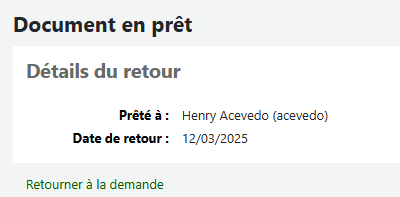 Document en prêt
Détails du retour
Prêté à : Henry Acevedo (acevedo)
Date de retour : 12/03/2025
Retourner à la demande